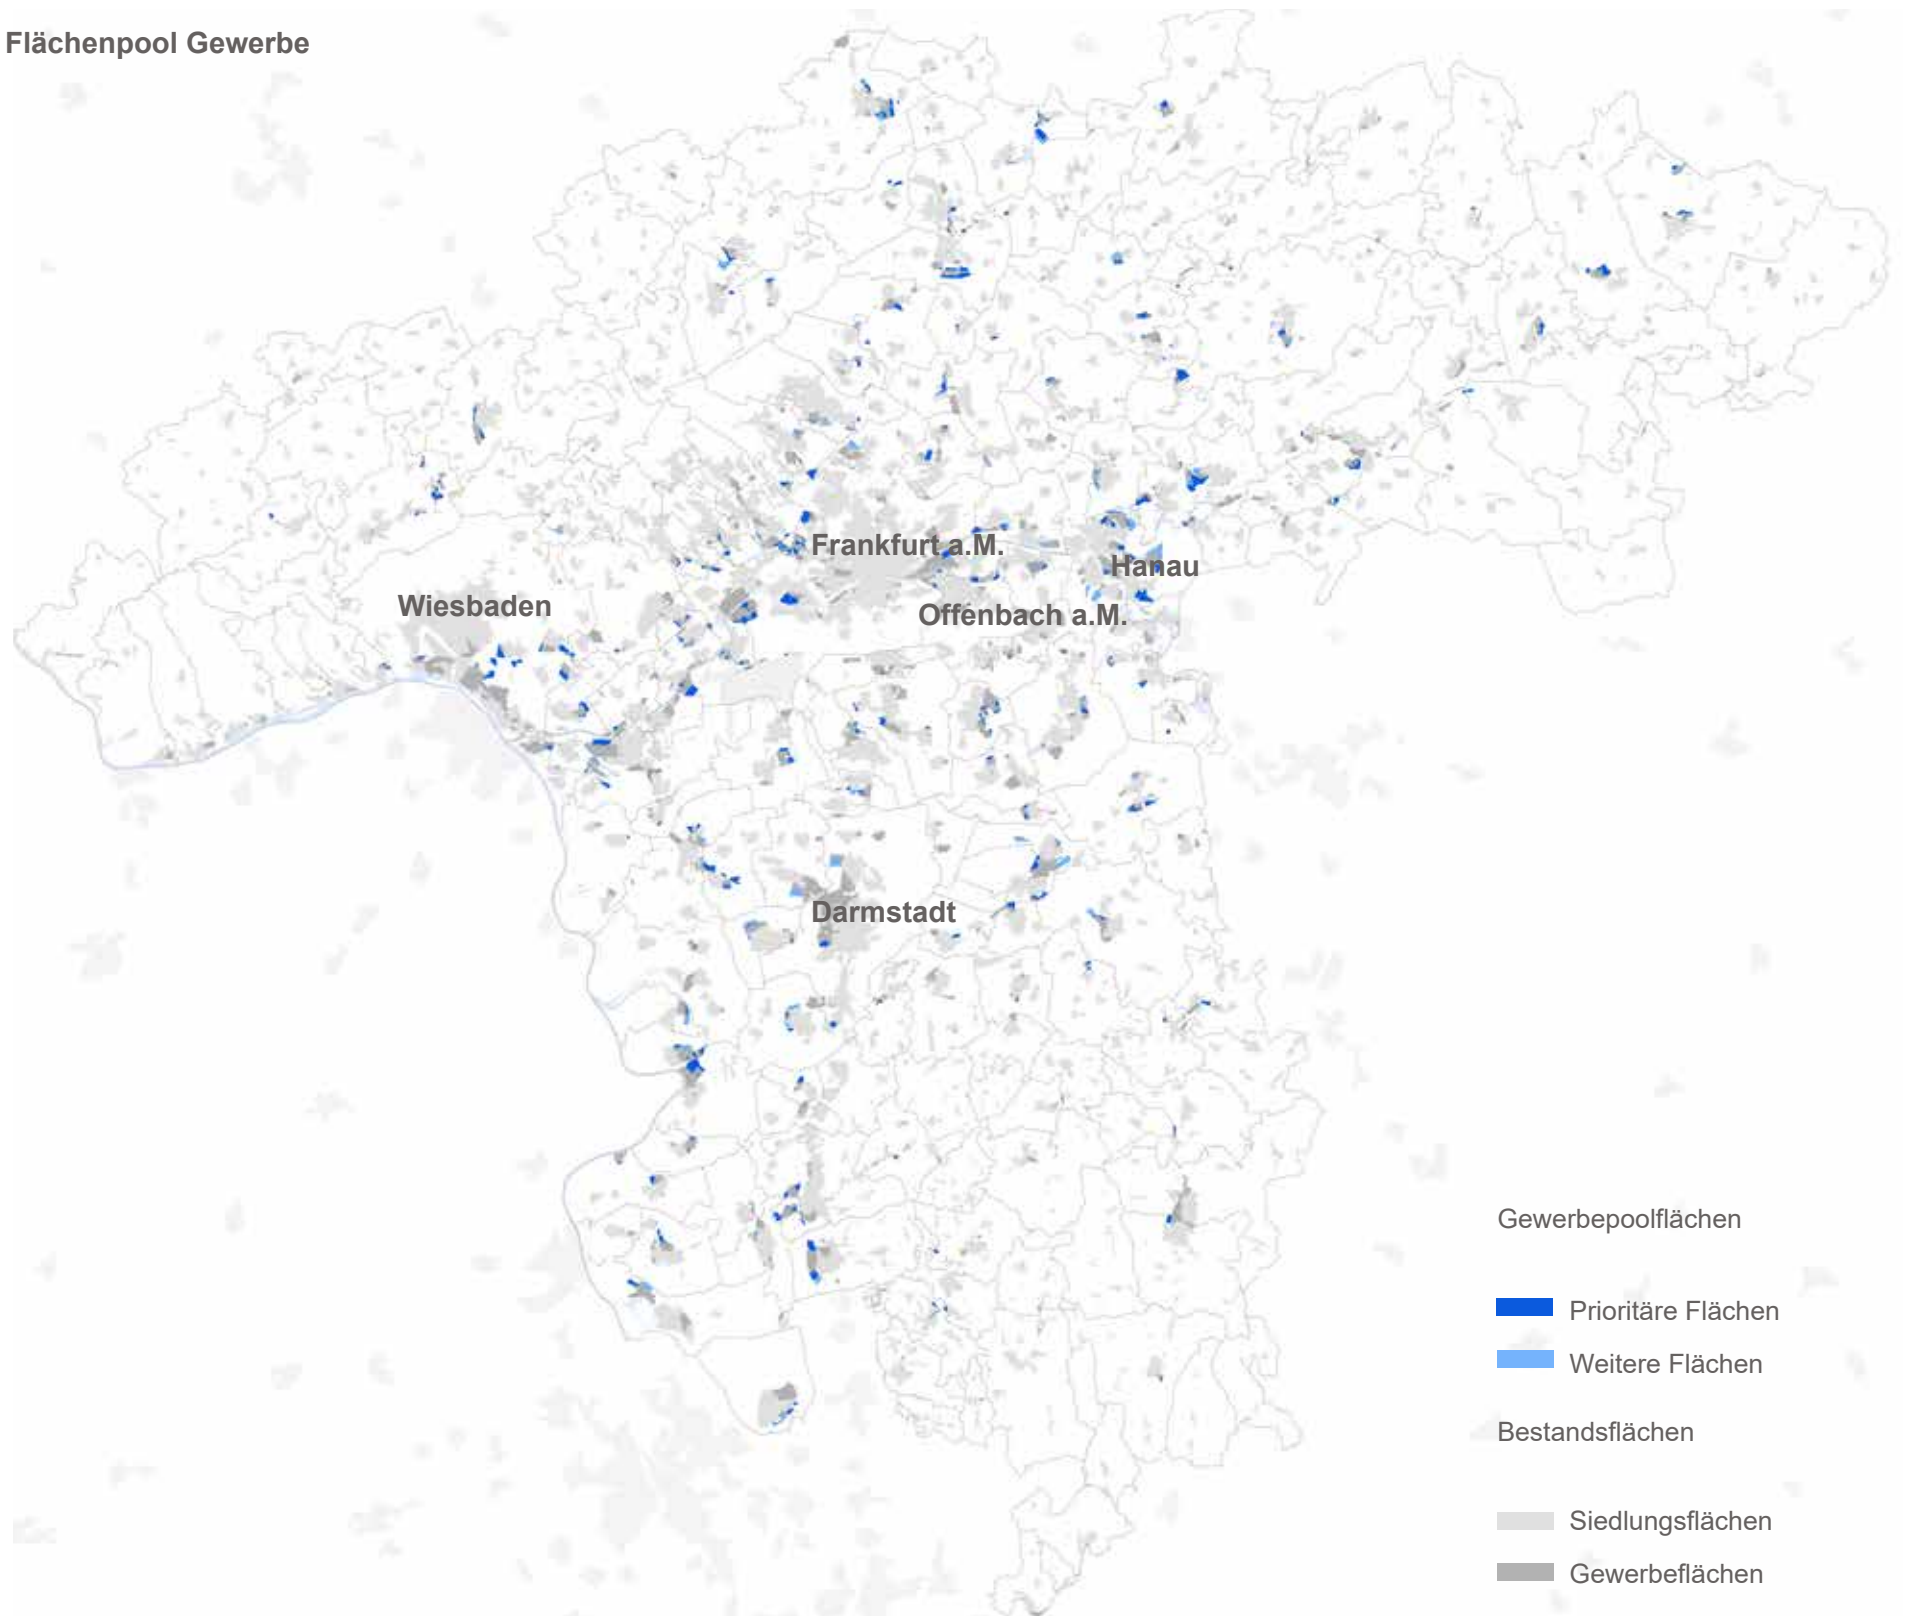 Flächenpool Gewerbe
Frankfurt a.M.
Hanau
Wiesbaden
Offenbach a.M.
Darmstadt
Gewerbepoolflächen
Prioritäre Flächen
Weitere Flächen
Bestandsflächen
Siedlungsflächen
Gewerbeflächen